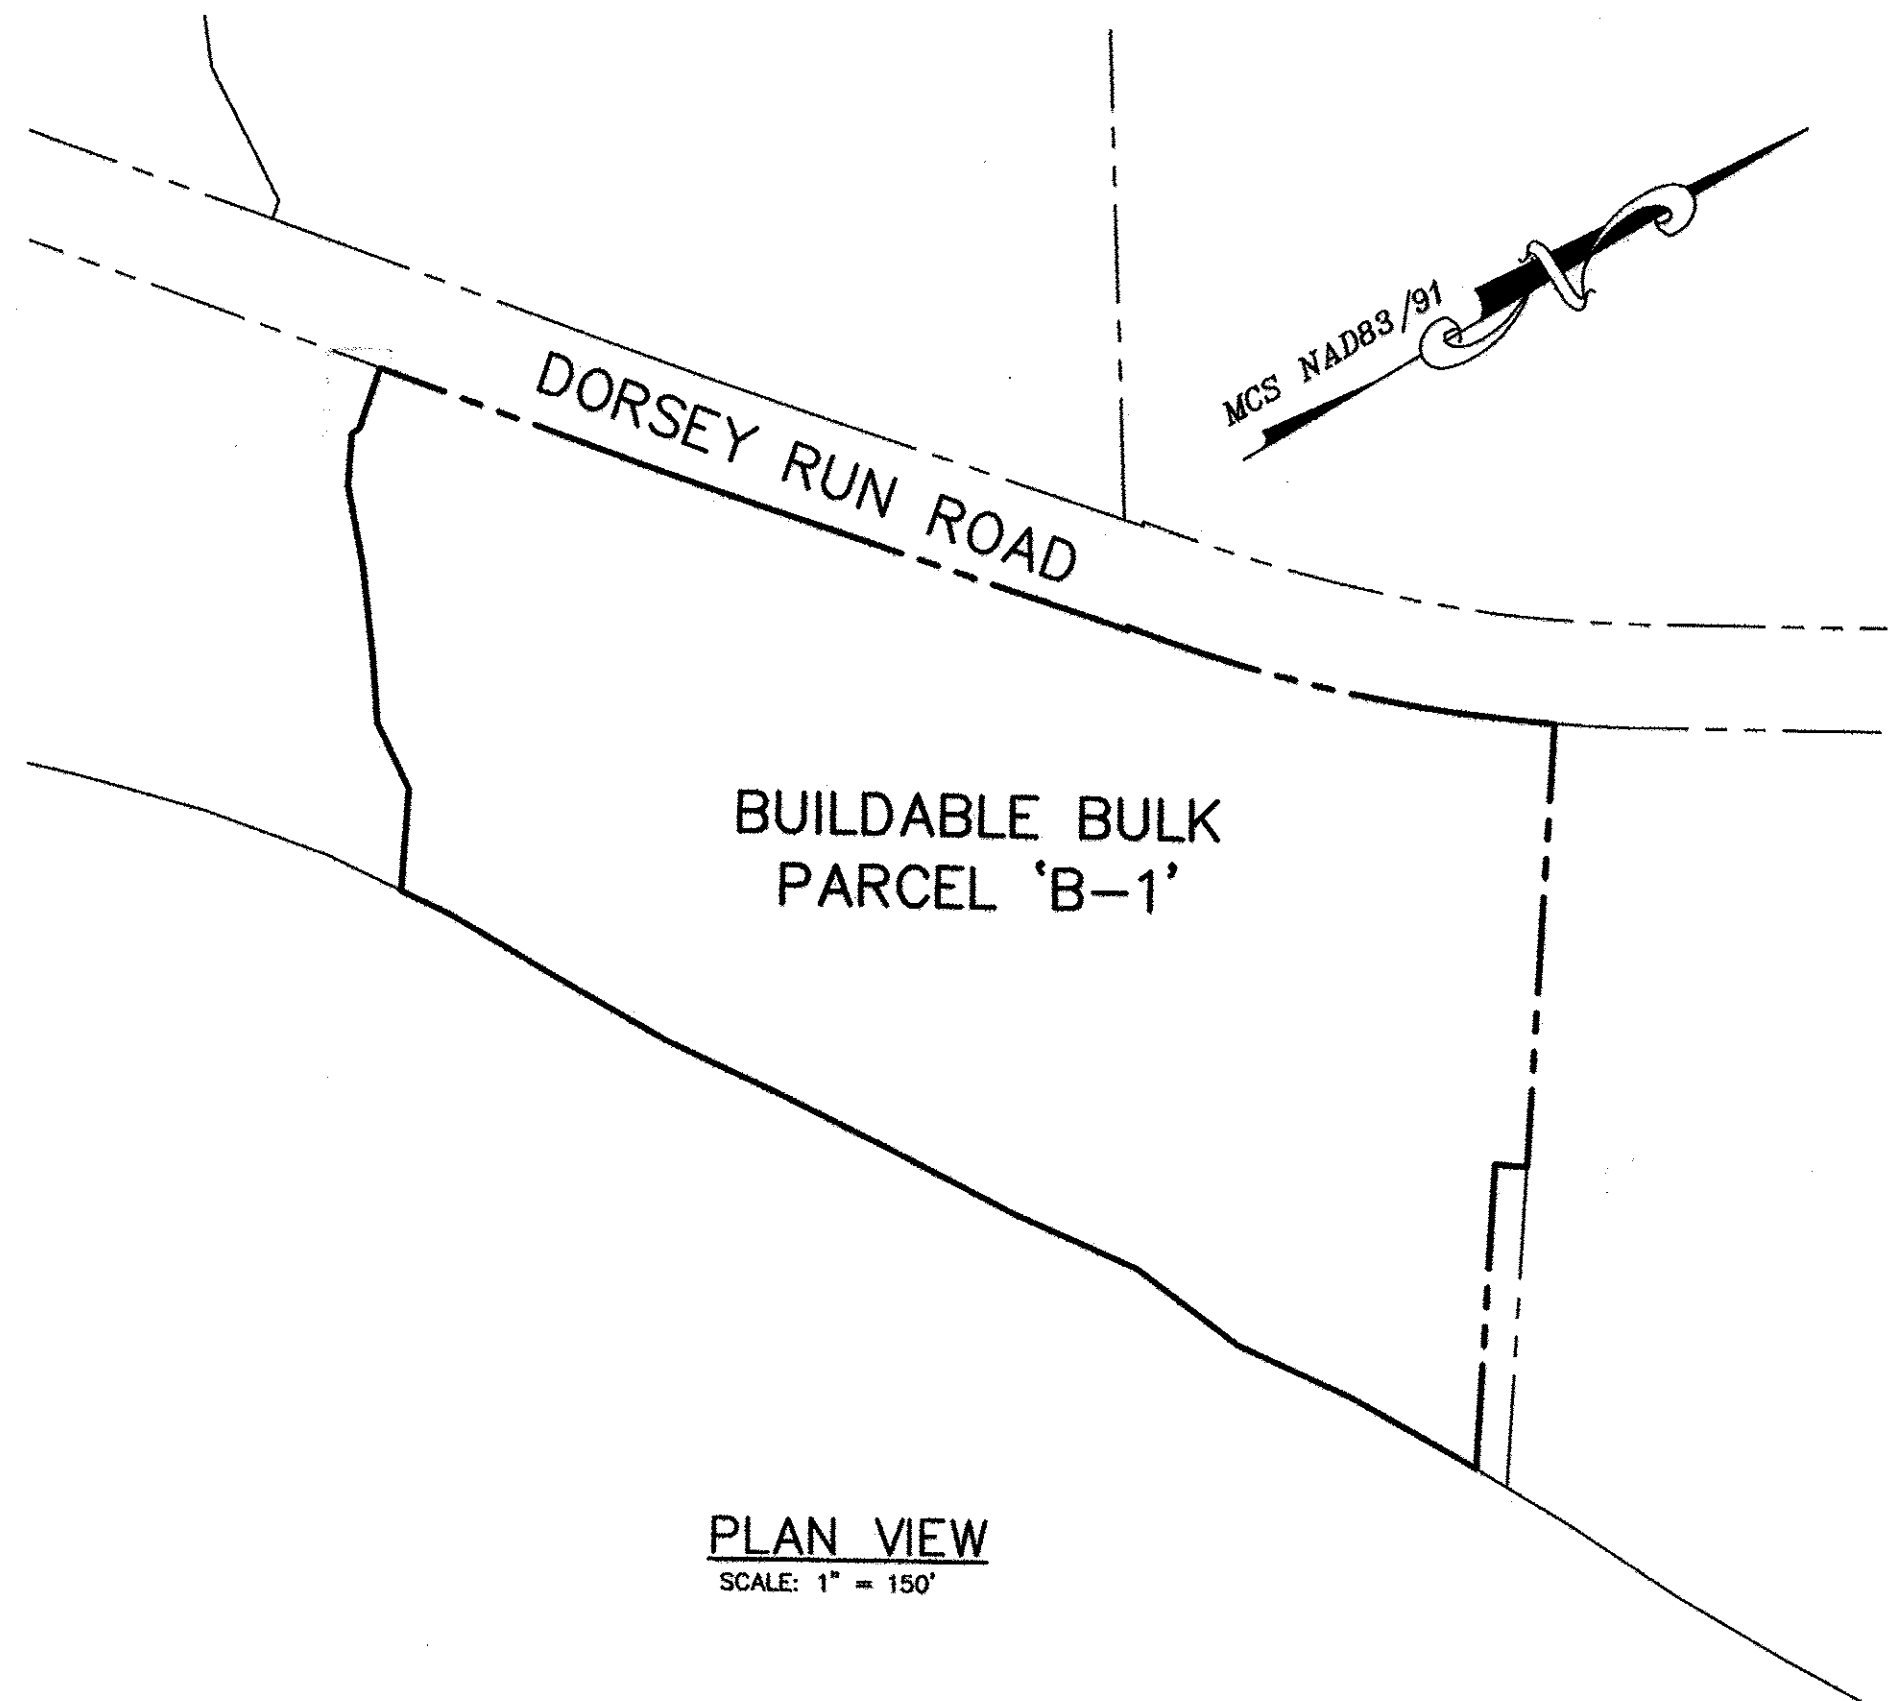 MCS NAD83/91
DORSEY RUN ROAD
BUILDABLE BULK
PARCEL 'B-1'
PLAN VIEW
SCALE: 1" = 150'